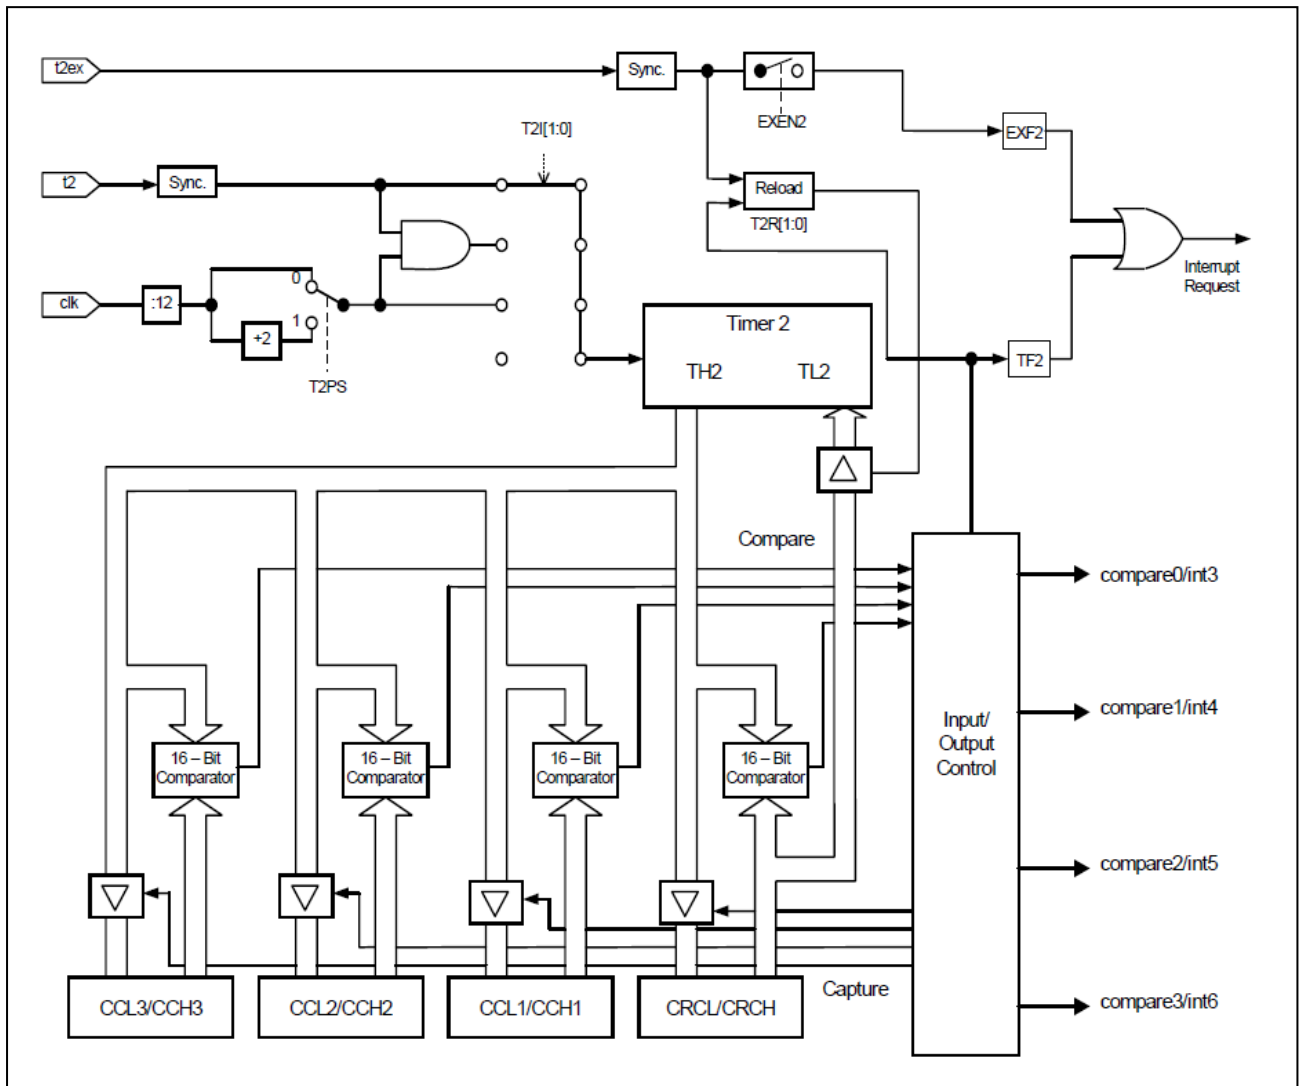 t2ex
Sync.
EXEN2
EXF2
T2I[1:0]
t2
Sync.
Reload
T2R[1:0]
Interrupt
Request
clk
:12
0
1
+2
T2PS
Timer 2
TH2 TL2
TF2
Compare
compare0/int3
compare1/int4
Input/
Output
Control
16 – Bit
Comparator
16 – Bit
Comparator
16 – Bit
Comparator
16 – Bit
Comparator
compare2/int5
Capture
compare3/int6
CCL3/CCH3
CCL2/CCH2
CCL1/CCH1
CRCL/CRCH